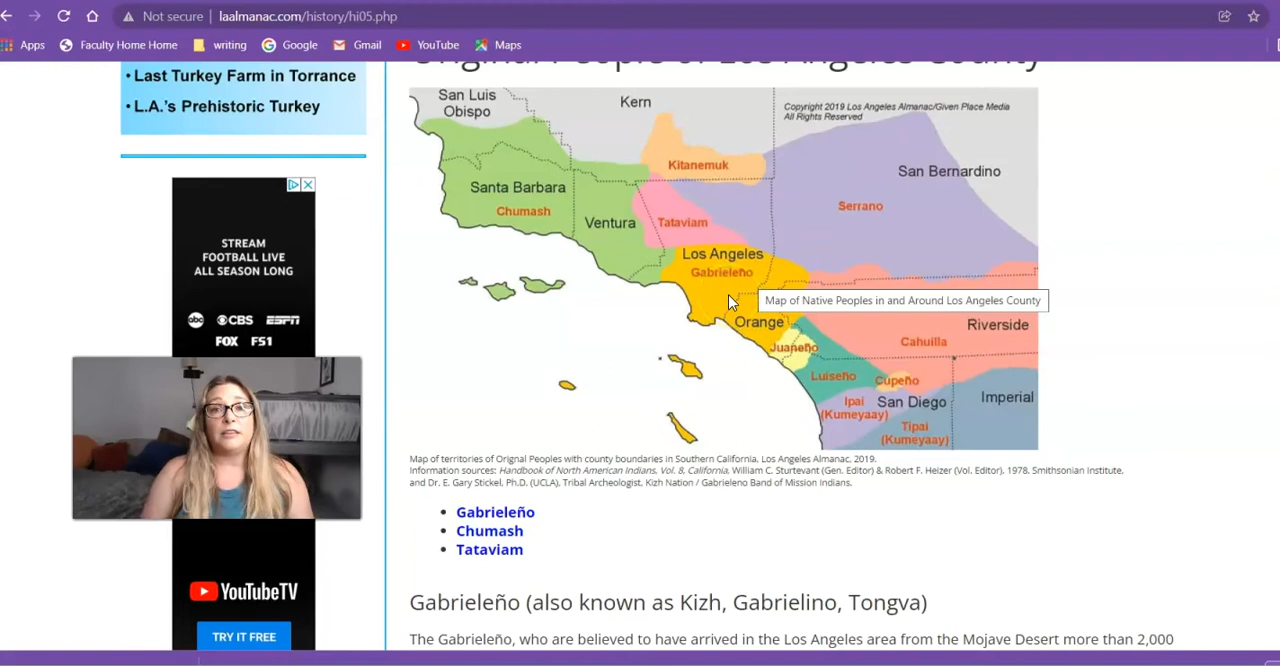 Not secure | laalmanac.com/history/hi05.php
Apps Faculty Home Home writing Google Gmail YouTube Maps
• Last Turkey Farm in Torrance
• L.A.'s Prehistoric Turkey
STREAM
FOOTBALL LIVE
ALL SEASON LONG
abc CBS ESPN
FOX FS1
YouTubeTV
TRY IT FREE
Original People of Los Angeles County
San Luis
Obispo
Kern
Copyright 2019 Los Angeles Almanac/Given Place Media
All Rights Reserved
Kitanemuk
San Bernardino
Santa Barbara
Chumash
Serrano
Ventura
Tataviam
Los Angeles
Gabrieleño
Map of Native Peoples in and Around Los Angeles County
Orange
Riverside
Juaneño
Cahuilla
Luiseño
Cupeño
Imperial
Ipai
(Kumeyaay)
San Diego
Tipai
(Kumeyaay)
Map of territories of Orignal Peoples with county boundaries in Southern California, Los Angeles Almanac, 2019.
Information sources: Handbook of North American Indians, Vol. 8. California, William C. Sturtevant (Gen. Editor) & Robert F. Heizer (Vol. Editor), 1978. Smithsonian Institute,
and Dr. E. Gary Stickel, Ph.D. (UCLA), Tribal Archeologist, Kizh Nation / Gabrieleno Band of Mission Indians.
• Gabrieleño
• Chumash
• Tataviam
Gabrieleño (also known as Kizh, Gabrielino, Tongva)
The Gabrieleño, who are believed to have arrived in the Los Angeles area from the Mojave Desert more than 2,000